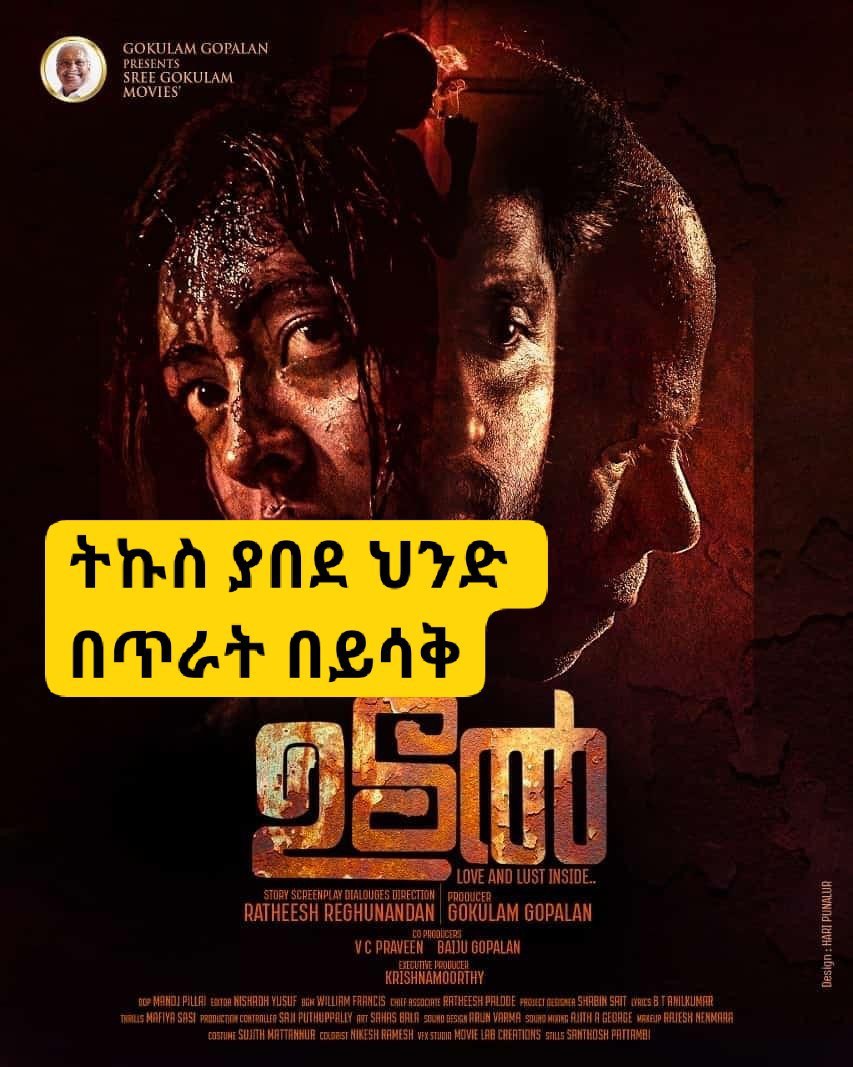 GOKULAM GOPALAN
PRESENTS
SREE GOKULAM
MOVIES'
ትኩስ ያበደ ህንድ
በጥራት በይሳቅ
ഉടൽ
LOVE AND LUST INSIDE..
STORY SCREENPLAY DIALOUGES DIRECTION
RATHEESH REGHUNANDAN
PRODUCER
GOKULAM GOPALAN
CO PRODUCERS
V C PRAVEEN BAIJU GOPALAN
EXECUTIVE PRODUCER
KRISHNAMOORTHY
DOP MANOJ PILLAI EDITOR NISHADH YUSUF BGM WILLIAM FRANCIS CHIEF ASSOCIATE RATHEESH PALODE PROJECT DESIGNER SHABIN SAIT LYRICS B T ANILKUMAR
THRILLS MAFIYA SASI PRODUCTION CONTROLLER SAJI PUTHUPPALLY ART SAHAS BALA SOUND DESIGN ARUN VARMA SOUND MIXING AJITH A GEORGE MAKEUP RAJESH NENMARA
COSTUME SUJITH MATTANNUR COLORIST NIKESH RAMESH VFX STUDIO MOVIE LAB CREATIONS STILLS SANTHOSH PATTAMBI
Design : HARI PUNALUR